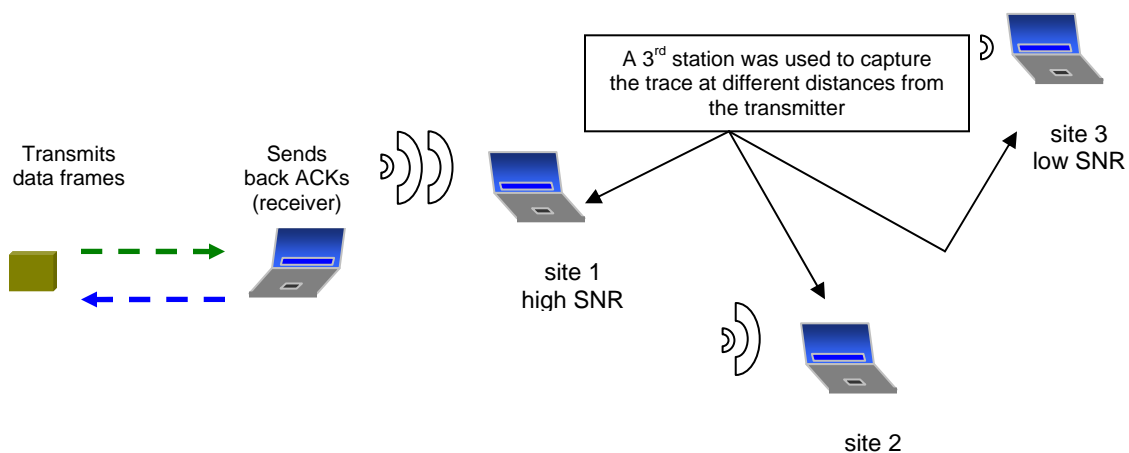 A 3rd station was used to capture
the trace at different distances from
the transmitter
Transmits
data frames
Sends
back ACKs
(receiver)
site 1
high SNR
site 2
site 3
low SNR